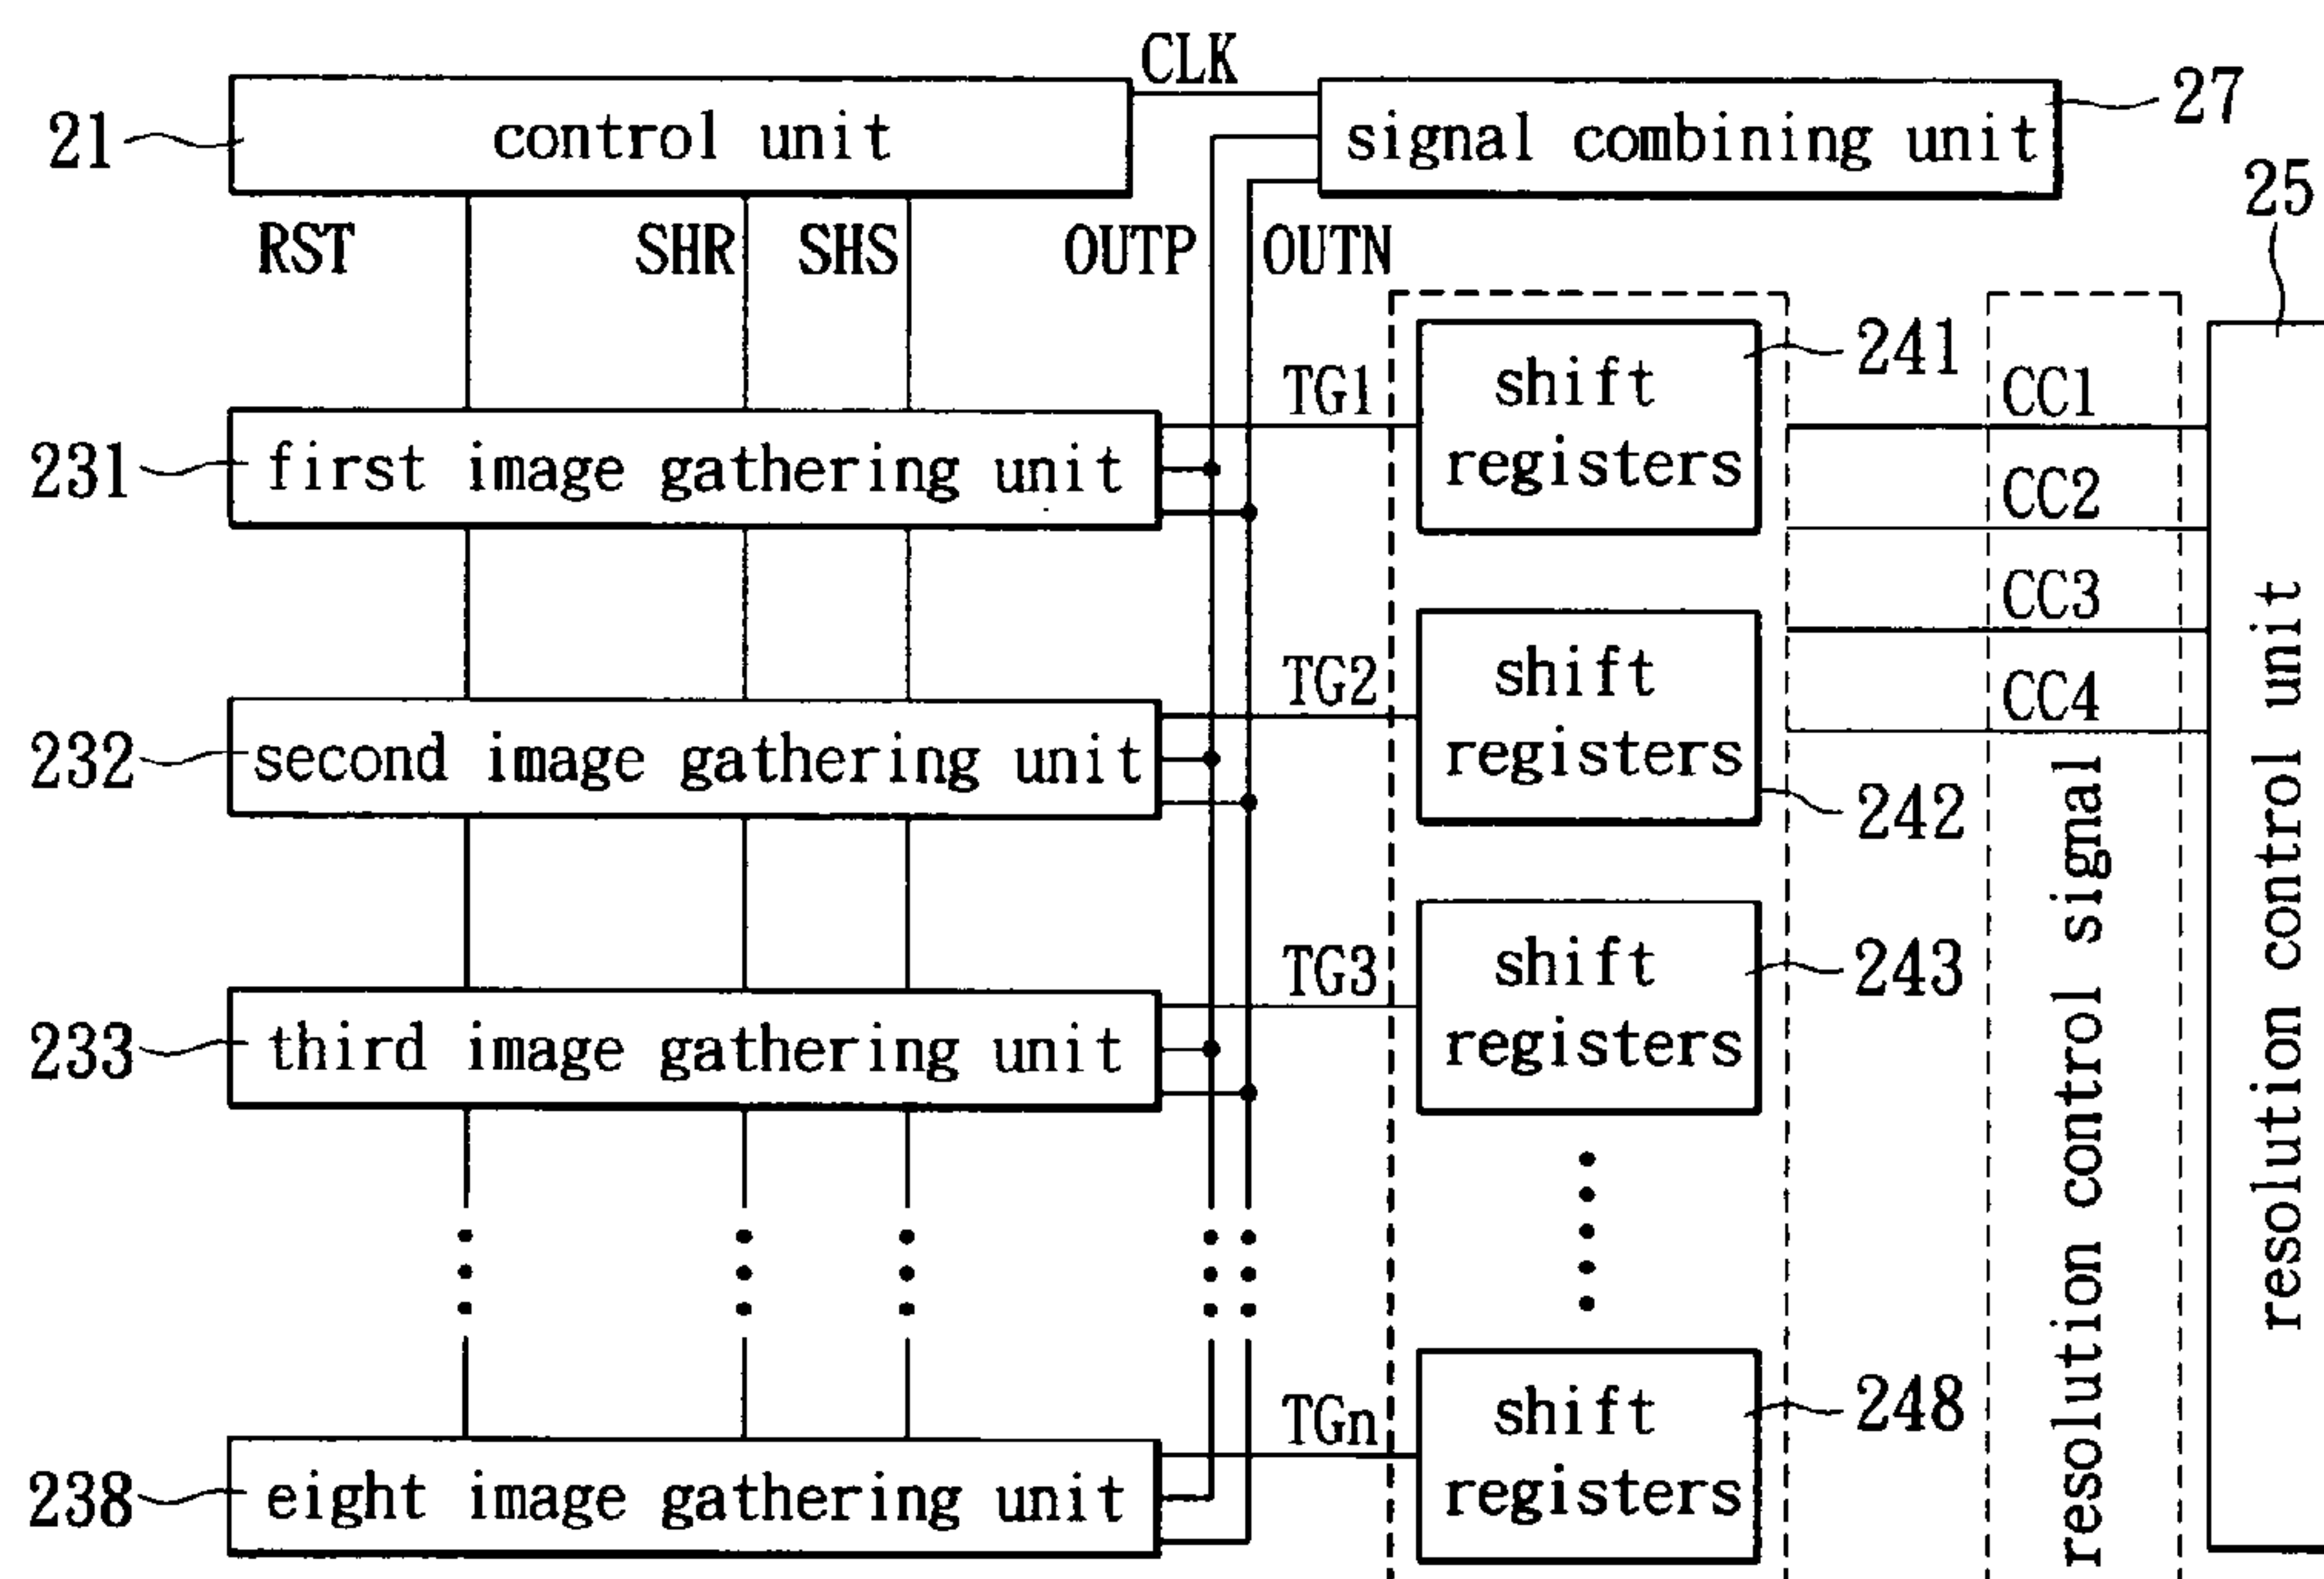 CLK
21
control unit
signal combining unit
27
25
RST
SHR
SHS
OUTP
OUTN
231
first image gathering unit
TG1
shift
registers
241
CC1
CC2
CC3
CC4
232
second image gathering unit
TG2
shift
registers
242
233
third image gathering unit
TG3
shift
registers
243
238
eight image gathering unit
TGn
shift
registers
248
resolution control signal
resolution control unit